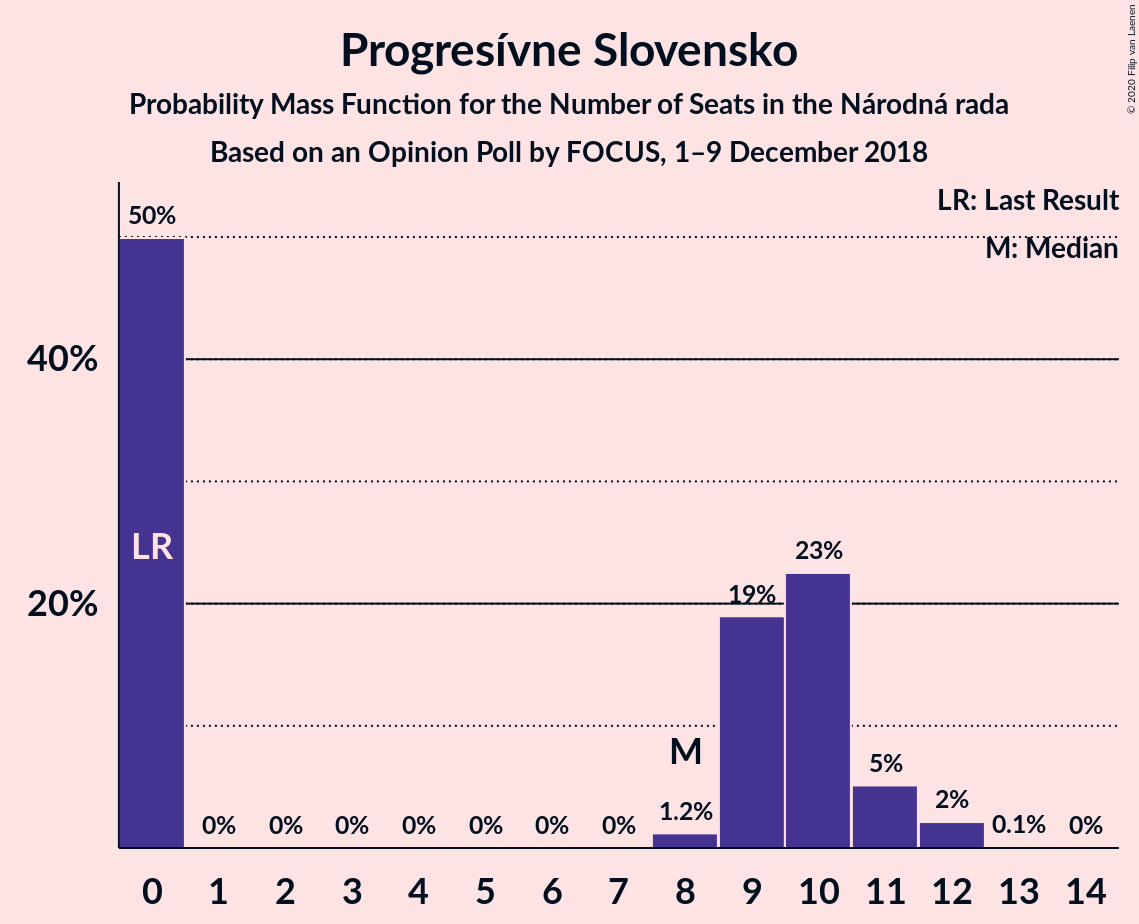 Progresívne Slovensko
Probability Mass Function for the Number of Seats in the Národná rada
Based on an Opinion Poll by FOCUS, 1–9 December 2018
© 2020 Filip van Laenen
LR: Last Result
M: Median
50%
40%
20%
LR
0% 0% 0% 0% 0% 0% 0%
M
1.2%
19%
23%
5%
2%
0.1%
0%
0 1 2 3 4 5 6 7 8 9 10 11 12 13 14